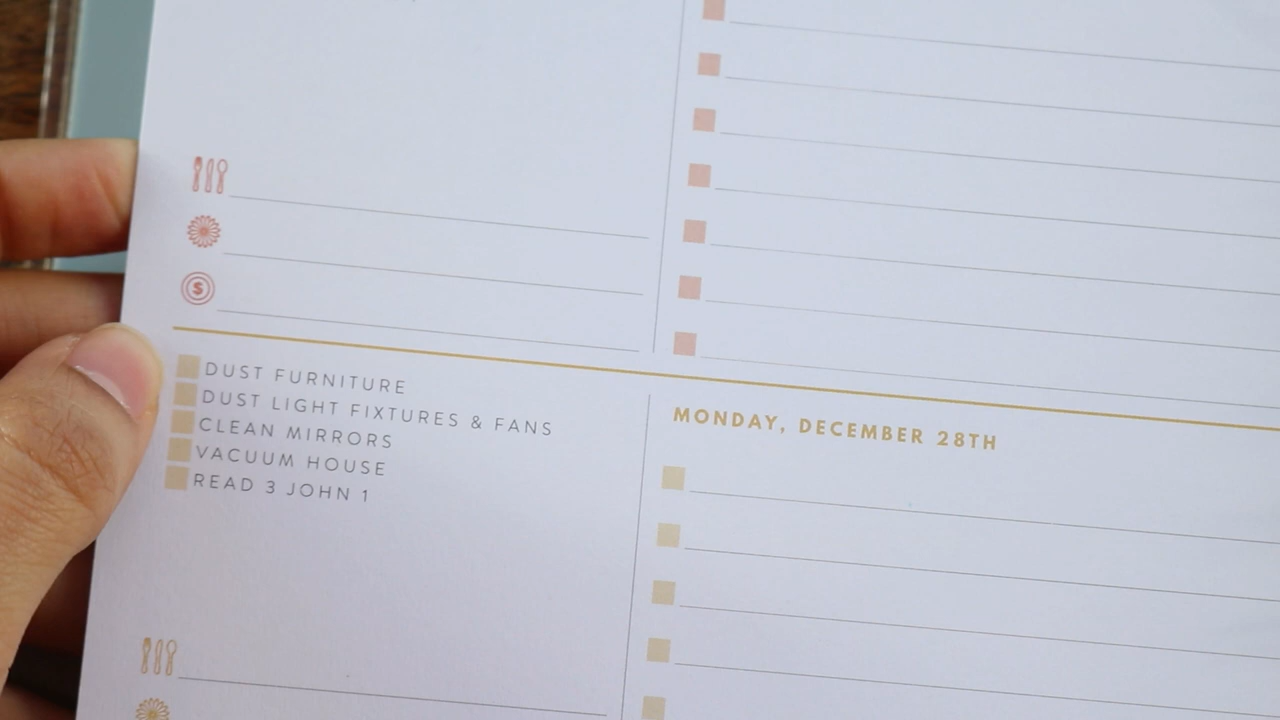 $
DUST FURNITURE
DUST LIGHT FIXTURES & FANS
CLEAN MIRRORS
VACUUM HOUSE
READ 3 JOHN 1
MONDAY, DECEMBER 28TH